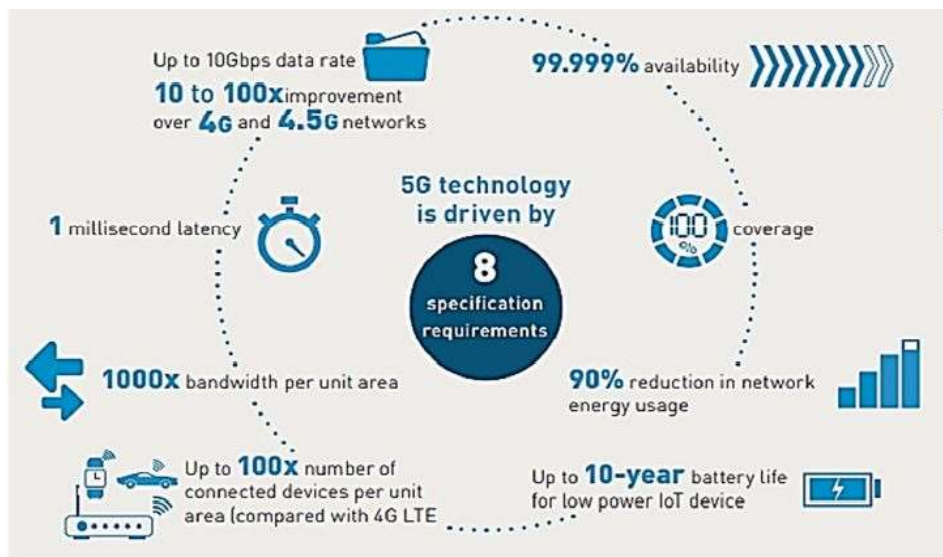 Up to 10Gbps data rate
10 to 100x improvement
over 4G and 4.5G networks
99.999% availability
5G technology
is driven by
8
specification
requirements
1 millisecond latency
100
%
coverage
1000x bandwidth per unit area
90% reduction in network
energy usage
Up to 100x number of
connected devices per unit
area (compared with 4G LTE
Up to 10-year battery life
for low power IoT device